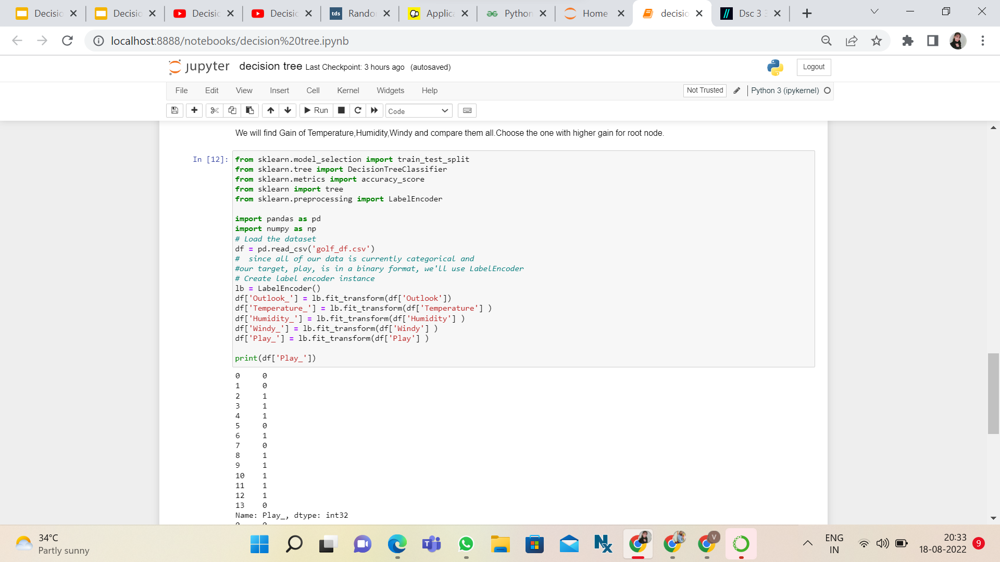 Decisio
Decisio
Decisio
Decisio
tds Rando
Applica
Python
Home
decisio
Dsc 3
localhost:8888/notebooks/decision%20tree.ipynb
jupyter decision tree Last Checkpoint: 3 hours ago (autosaved)
Logout
File Edit View Insert Cell Kernel Widgets Help
Not Trusted
Python 3 (ipykernel)
Run
Code
We will find Gain of Temperature,Humidity,Windy and compare them all.Choose the one with higher gain for root node.
In [12]:
from sklearn.model_selection import train_test_split
from sklearn.tree import DecisionTreeClassifier
from sklearn.metrics import accuracy_score
from sklearn import tree
from sklearn.preprocessing import LabelEncoder
import pandas as pd
import numpy as np
# Load the dataset
df = pd.read_csv('golf_df.csv')
#  since all of our data is currently categorical and
#our target, play, is in a binary format, we'll use LabelEncoder
# Create label encoder instance
lb = LabelEncoder()
df['Outlook_'] = lb.fit_transform(df['Outlook'])
df['Temperature_'] = lb.fit_transform(df['Temperature'] )
df['Humidity_'] = lb.fit_transform(df['Humidity'] )
df['Windy_'] = lb.fit_transform(df['Windy'] )
df['Play_'] = lb.fit_transform(df['Play'] )
print(df['Play_'])
0     0
1     0
2     1
3     1
4     1
5     0
6     1
7     0
8     1
9     1
10    1
11    1
12    1
13    0
Name: Play_, dtype: int32
34°C
Partly sunny
ENG
IN
20:33
18-08-2022
9